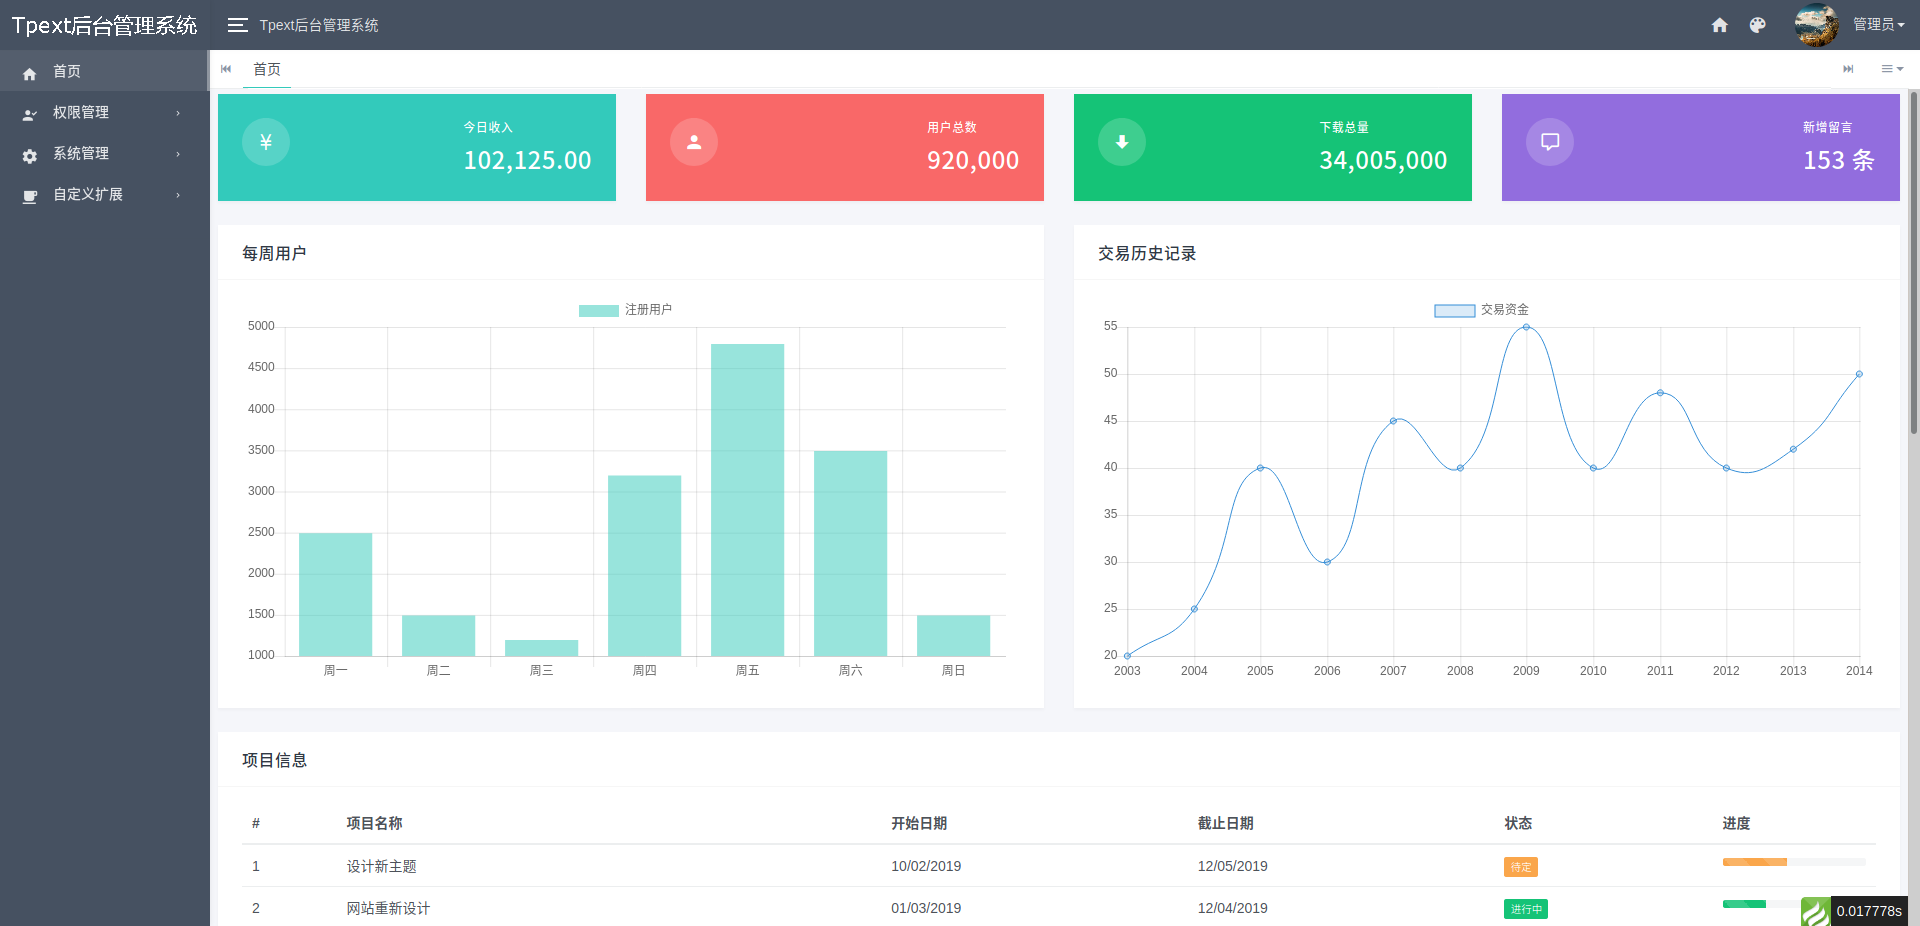 Tpext后台管理系统
Tpext后台管理系统
管理员
首页
权限管理
系统管理
自定义扩展
首页
¥
今日收入
102,125.00
用户总数
920,000
下载总量
34,005,000
新增留言
153 条
每周用户
注册用户
5000
4500
4000
3500
3000
2500
2000
1500
1000
周一 周二 周三 周四 周五 周六 周日
交易历史记录
交易资金
55
50
45
40
35
30
25
20
2003 2004 2005 2006 2007 2008 2009 2010 2011 2012 2013 2014
项目信息
# 项目名称 开始日期 截止日期 状态 进度
1 设计新主题 10/02/2019 12/05/2019 待定
2 网站重新设计 01/03/2019 12/04/2019 进行中
0.017778s